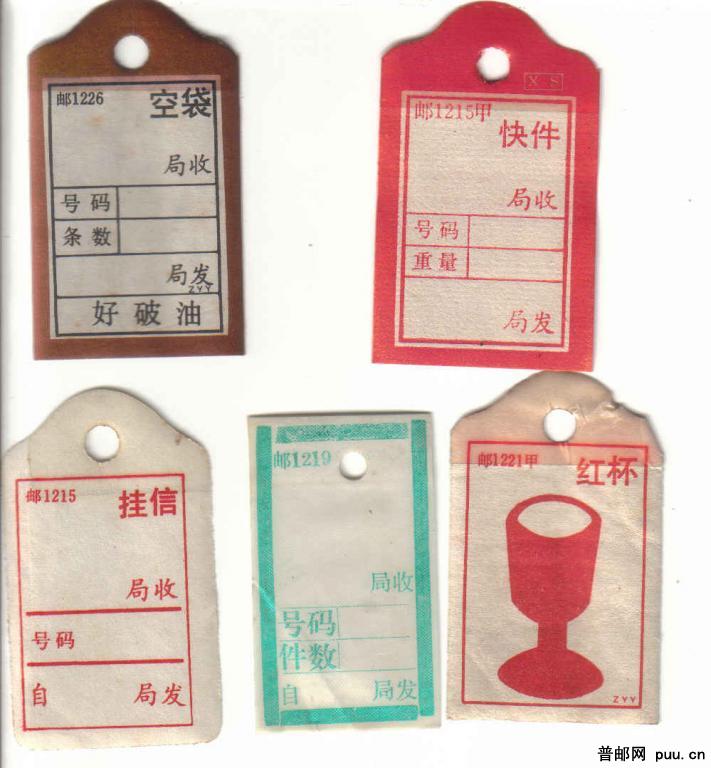 邮1226 空袋
局收
号码
条数
局发
ZYY
好破油
X S
邮1215甲
快件
局收
号码
重量
局发
邮1215 挂信
局收
号码
自 局发
邮1219
局收
号码
件数
自 局发
邮1221甲 红杯
ZYY
普邮网 puu.cn